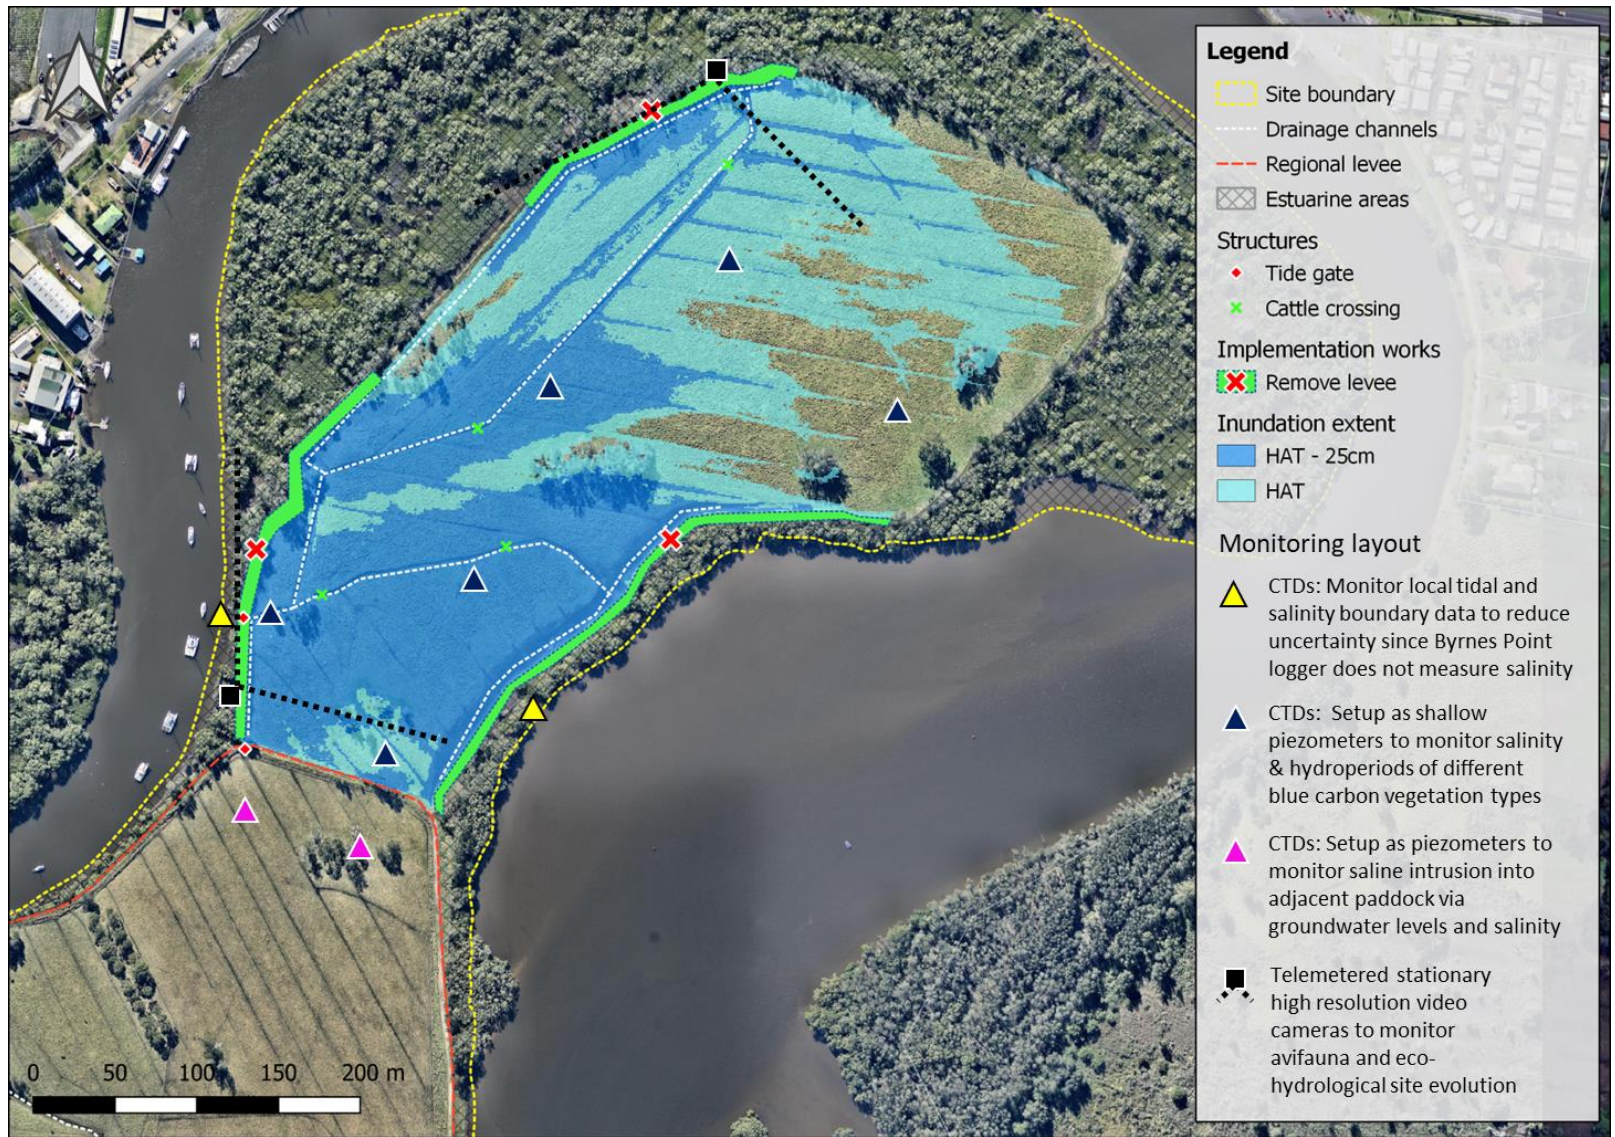 Legend
Site boundary
Drainage channels
Regional levee
Estuarine areas
Structures
Tide gate
Cattle crossing
Implementation works
Remove levee
Inundation extent
HAT - 25cm
HAT
Monitoring layout
CTDs: Monitor local tidal and
salinity boundary data to reduce
uncertainty since Byrnes Point
logger does not measure salinity
CTDs: Setup as shallow
piezometers to monitor salinity
& hydroperiods of different
blue carbon vegetation types
CTDs: Setup as piezometers to
monitor saline intrusion into
adjacent paddock via
groundwater levels and salinity
Telemetered stationary
high resolution video
cameras to monitor
avifauna and eco-
hydrological site evolution
0 50 100 150 200 m